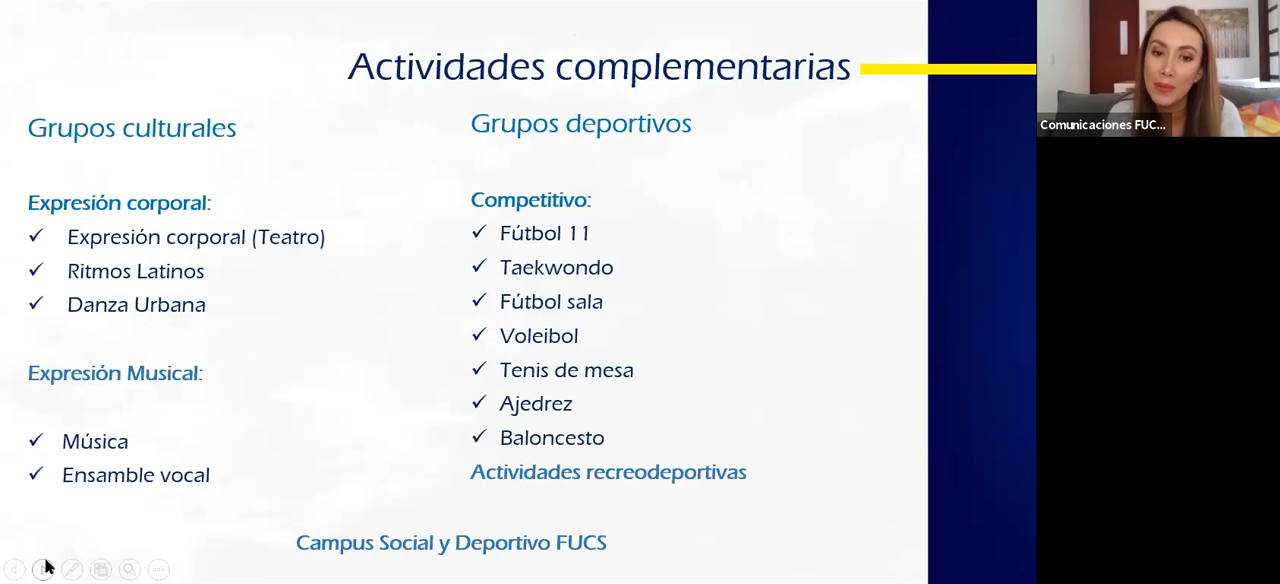 Actividades complementarias
Grupos culturales
Expresión corporal:
Expresión corporal (Teatro)
Ritmos Latinos
Danza Urbana
Expresión Musical:
Música
Ensamble vocal
Grupos deportivos
Competitivo:
Fútbol 11
Taekwondo
Fútbol sala
Voleibol
Tenis de mesa
Ajedrez
Baloncesto
Actividades recreodeportivas
Campus Social y Deportivo FUCS
Comunicaciones FUC...